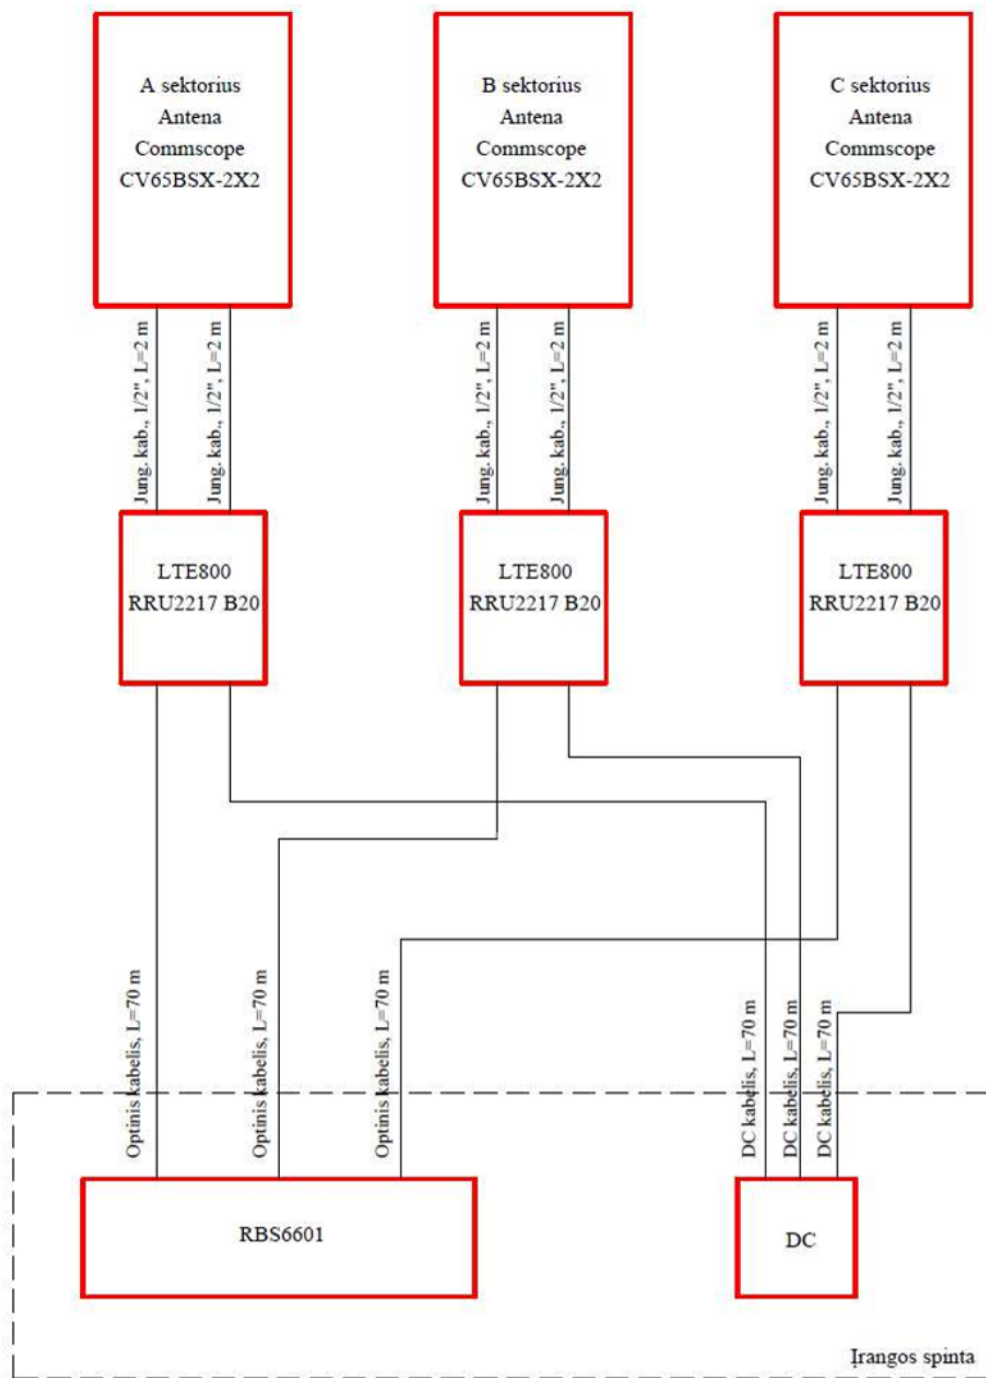 A sektorius
Antena
Commscope
CV65BSX-2X2
B sektorius
Antena
Commscope
CV65BSX-2X2
C sektorius
Antena
Commscope
CV65BSX-2X2
Jung. kab., 1/2", L=2 m
Jung. kab., 1/2", L=2 m
Jung. kab., 1/2", L=2 m
Jung. kab., 1/2", L=2 m
Jung. kab., 1/2", L=2 m
Jung. kab., 1/2", L=2 m
LTE800
RRU2217 B20
LTE800
RRU2217 B20
LTE800
RRU2217 B20
Optinis kabelis, L=70 m
Optinis kabelis, L=70 m
Optinis kabelis, L=70 m
DC kabelis, L=70 m
DC kabelis, L=70 m
DC kabelis, L=70 m
RBS6601
DC
Įrangos spinta